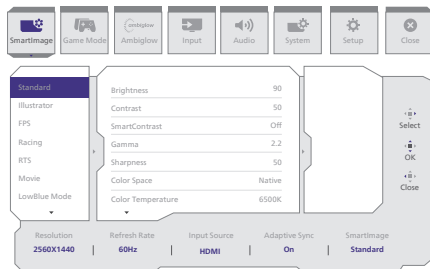 SmartImage
Game Mode
ambiglow
Ambiglow
Input
Audio
System
Setup
Close
Standard
Illustrator
FPS
Racing
RTS
Movie
LowBlue Mode
Brightness 90
Contrast 50
SmartContrast Off
Gamma 2.2
Sharpness 50
Color Space Native
Color Temperature 6500K
Select
OK
Close
Resolution Refresh Rate Input Source Adaptive Sync SmartImage
2560X1440 | 60Hz | HDMI | On | Standard